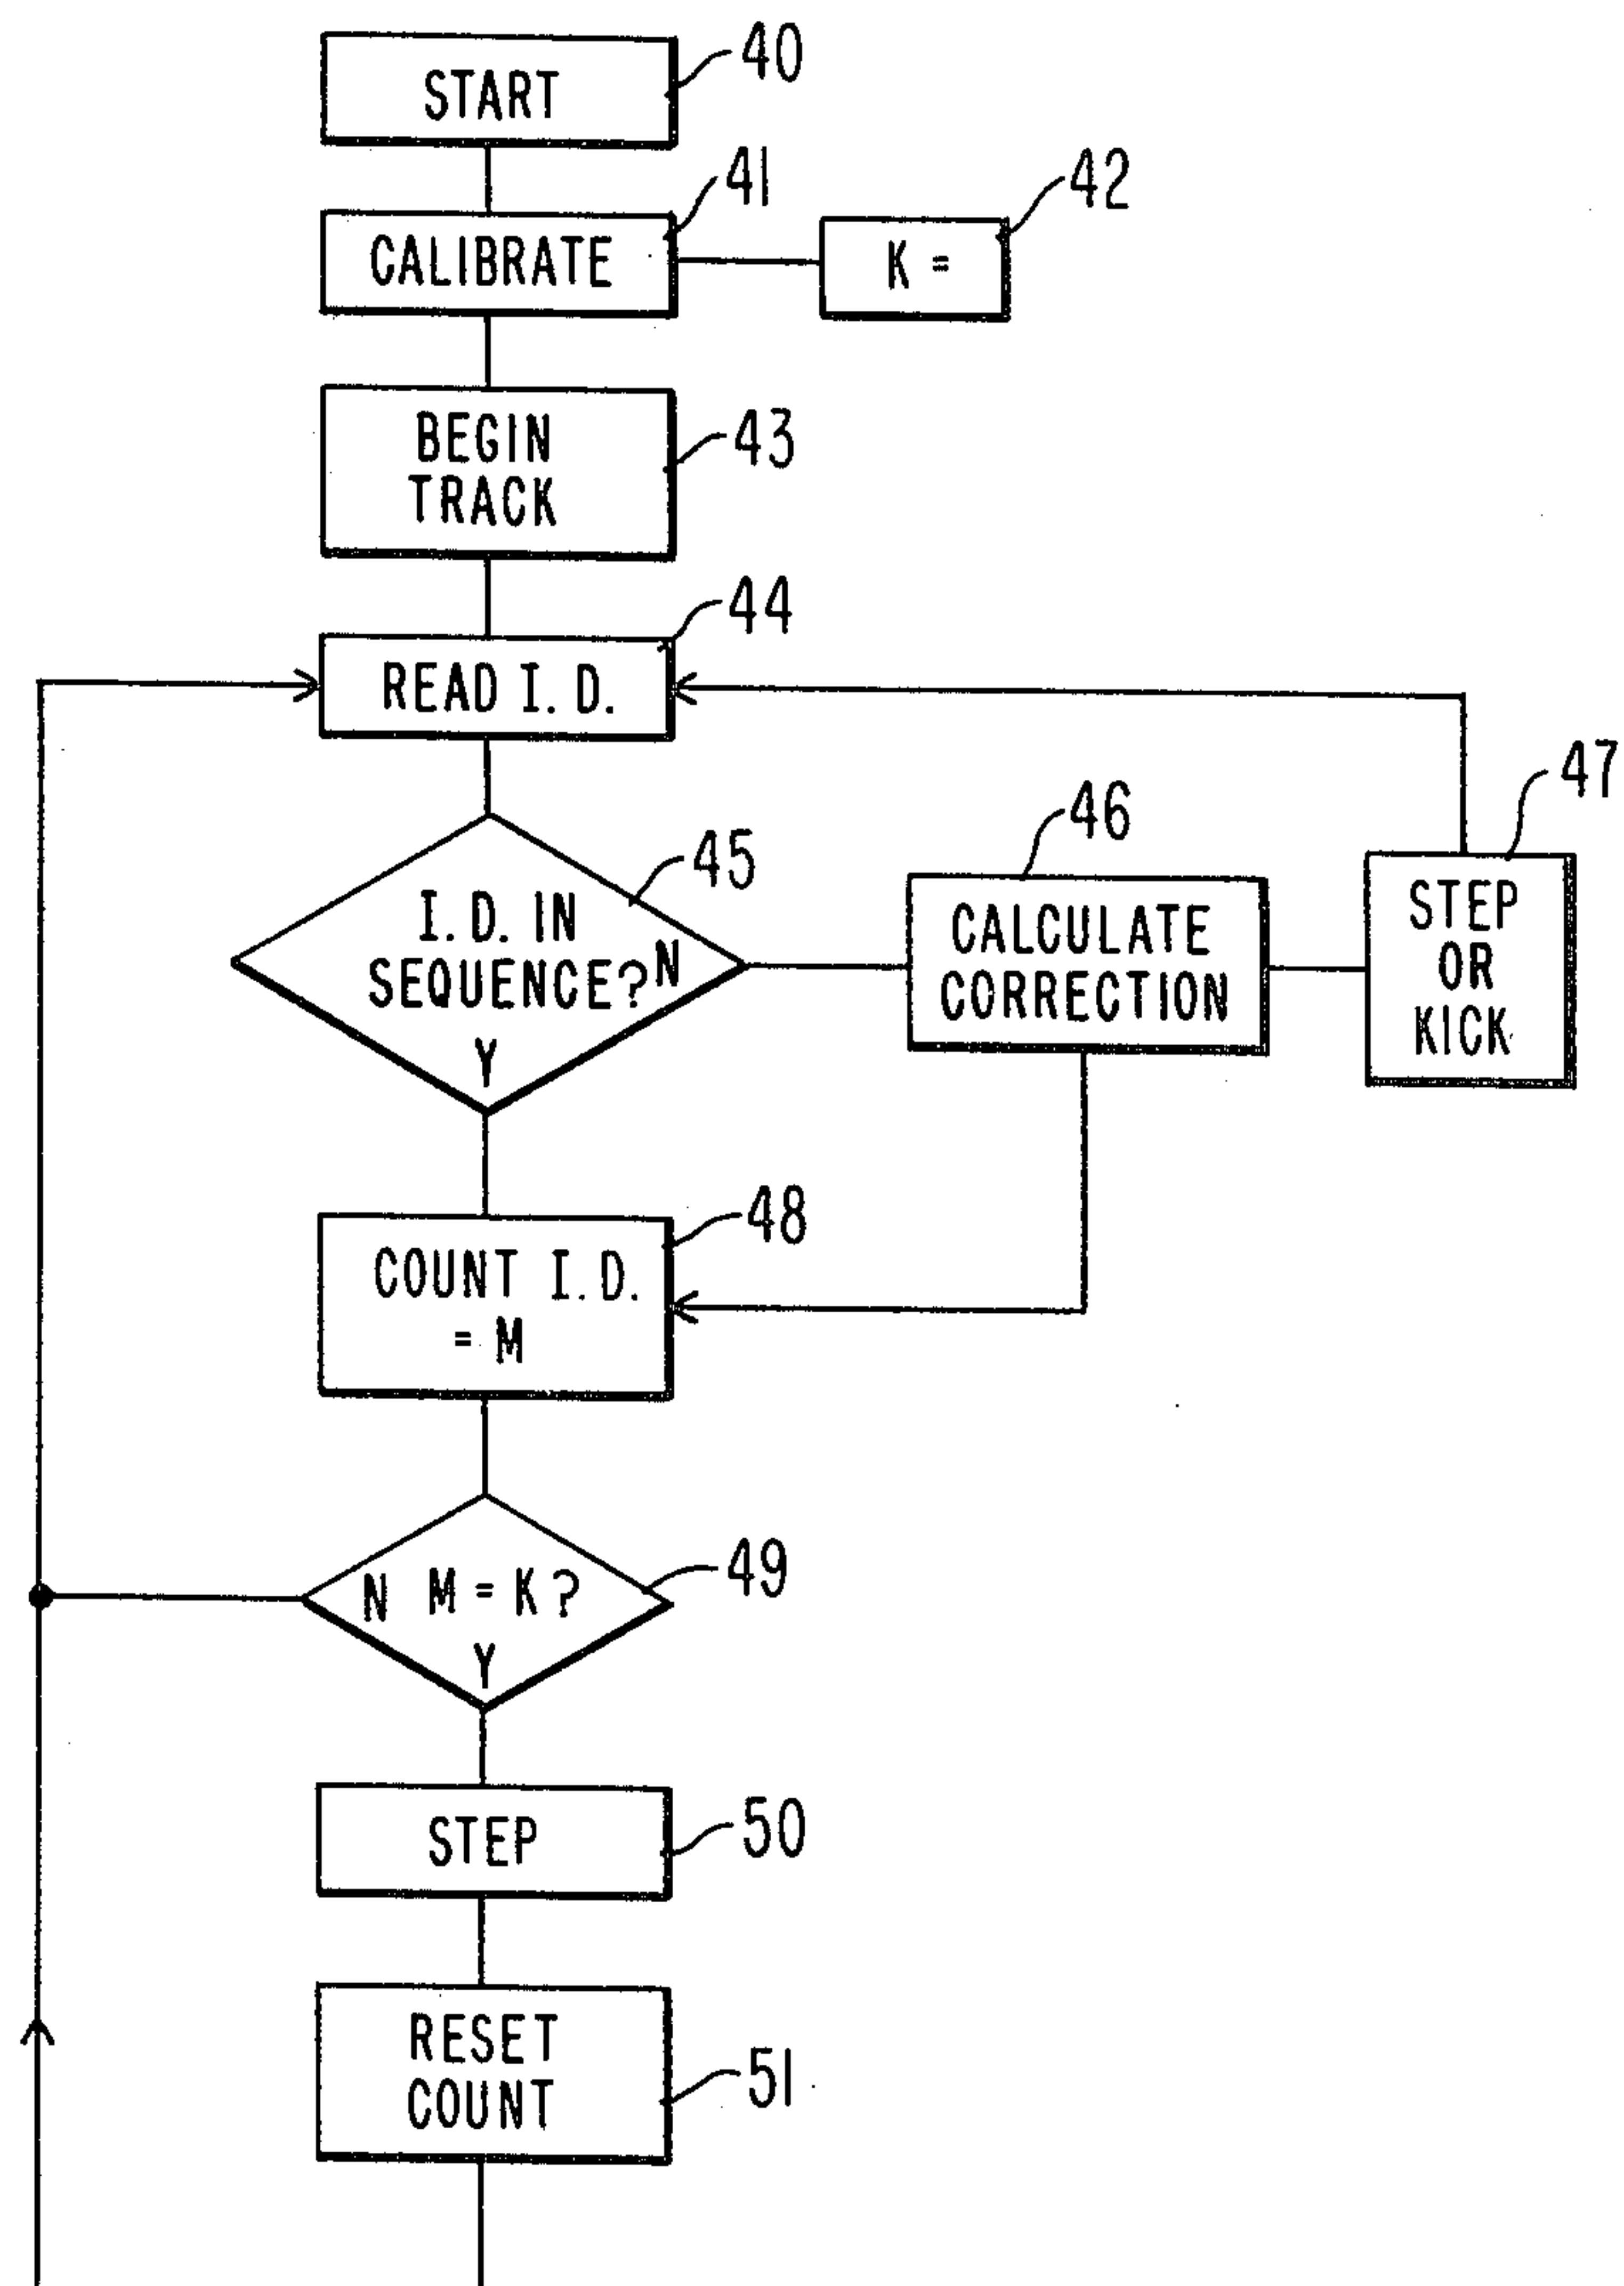 START
40
CALIBRATE
41
K =
42
BEGIN
TRACK
43
READ I. D.
44
I. D. IN
SEQUENCE?
N
Y
45
CALCULATE
CORRECTION
46
STEP
OR
KICK
47
COUNT I.D.
= M
48
N M = K?
Y
49
STEP
50
RESET
COUNT
51